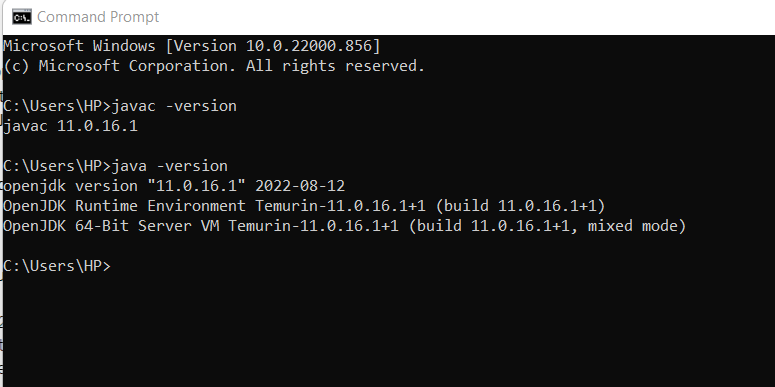 Command Prompt
Microsoft Windows [Version 10.0.22000.856]
(c) Microsoft Corporation. All rights reserved.
C:\Users\HP>javac -version
javac 11.0.16.1
C:\Users\HP>java -version
openjdk version "11.0.16.1" 2022-08-12
OpenJDK Runtime Environment Temurin-11.0.16.1+1 (build 11.0.16.1+1)
OpenJDK 64-Bit Server VM Temurin-11.0.16.1+1 (build 11.0.16.1+1, mixed mode)
C:\Users\HP>